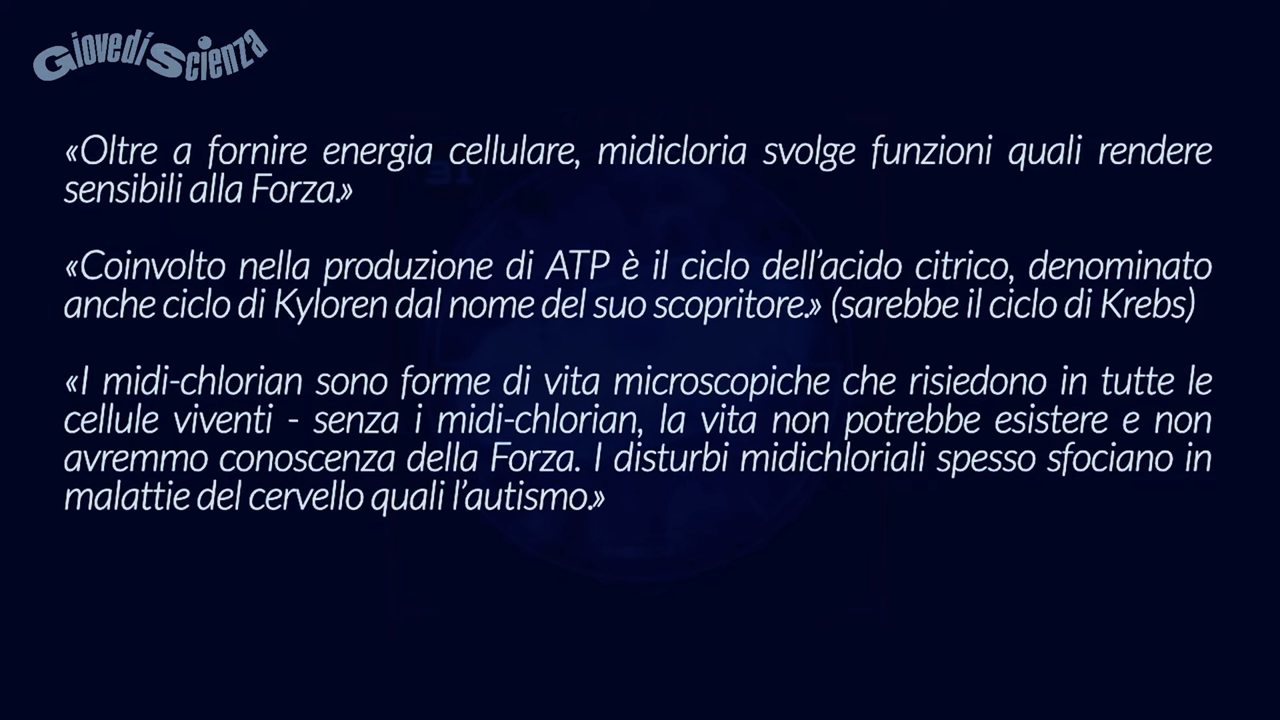 GiovedìScienza
«Oltre a fornire energia cellulare, midicloria svolge funzioni quali rendere
sensibili alla Forza.»
«Coinvolto nella produzione di ATP è il ciclo dell’acido citrico, denominato
anche ciclo di Kyloren dal nome del suo scopritore.» (sarebbe il ciclo di Krebs)
«I midi-chlorian sono forme di vita microscopiche che risiedono in tutte le
cellule viventi - senza i midi-chlorian, la vita non potrebbe esistere e non
avremmo conoscenza della Forza. I disturbi midichloriali spesso sfociano in
malattie del cervello quali l’autismo.»